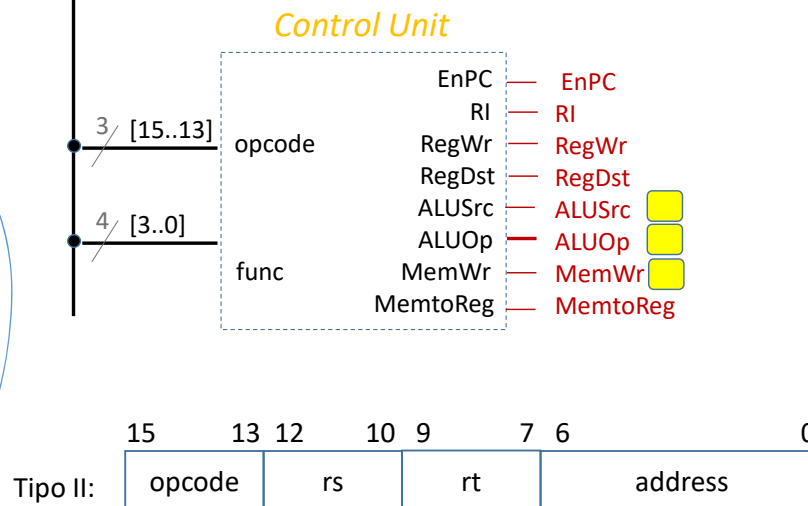 Control Unit
EnPC EnPC
3 [15..13] RI RI
opcode RegWr RegWr
RegDst RegDst
ALUSrc ALUSrc
4 [3..0] ALUOp ALUOp
func MemWr MemWr
MemtoReg MemtoReg
15 13 12 10 9 7 6 0
Tipo II: opcode rs rt address